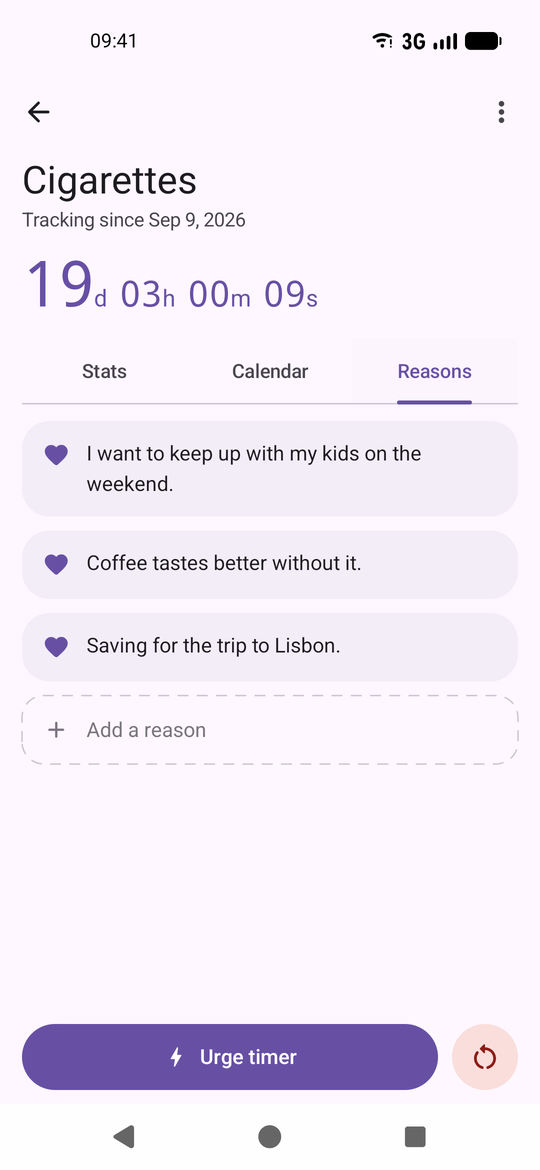 09:41
3G
Cigarettes
Tracking since Sep 9, 2026
19d 03h 00m 09s
Stats
Calendar
Reasons
I want to keep up with my kids on the
weekend.
Coffee tastes better without it.
Saving for the trip to Lisbon.
Add a reason
Urge timer